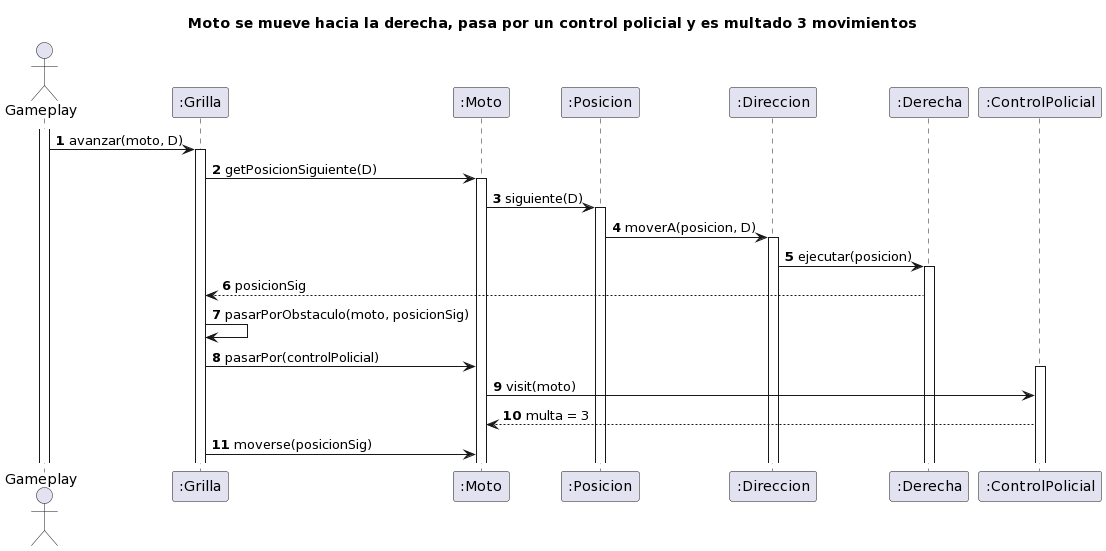 Moto se mueve hacia la derecha, pasa por un control policial y es multado 3 movimientos
Gameplay
:Grilla
:Moto
:Posicion
:Direccion
:Derecha
:ControlPolicial
1 avanzar(moto, D)
2 getPosicionSiguiente(D)
3 siguiente(D)
4 moverA(posicion, D)
5 ejecutar(posicion)
6 posicionSig
7 pasarPorObstaculo(moto, posicionSig)
8 pasarPor(controlPolicial)
9 visit(moto)
10 multa = 3
11 moverse(posicionSig)
Gameplay
:Grilla
:Moto
:Posicion
:Direccion
:Derecha
:ControlPolicial